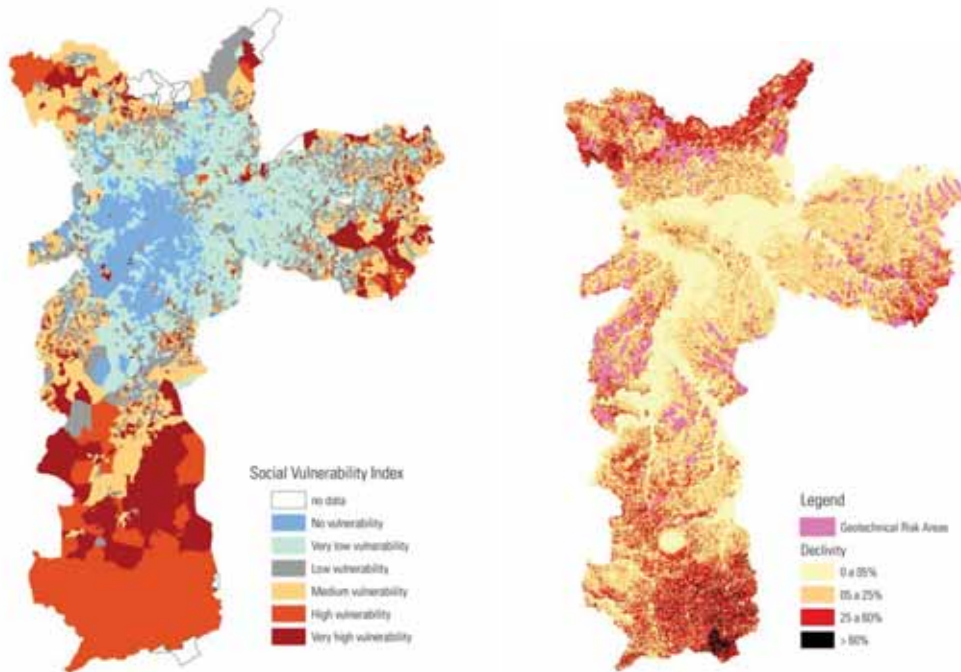 Social Vulnerability Index
no data
No vulnerability
Very low vulnerability
Low vulnerability
Medium vulnerability
High vulnerability
Very high vulnerability
Legend
Geotechnical Risk Areas
Declivity
0 a 05%
05 a 25%
25 a 60%
> 60%